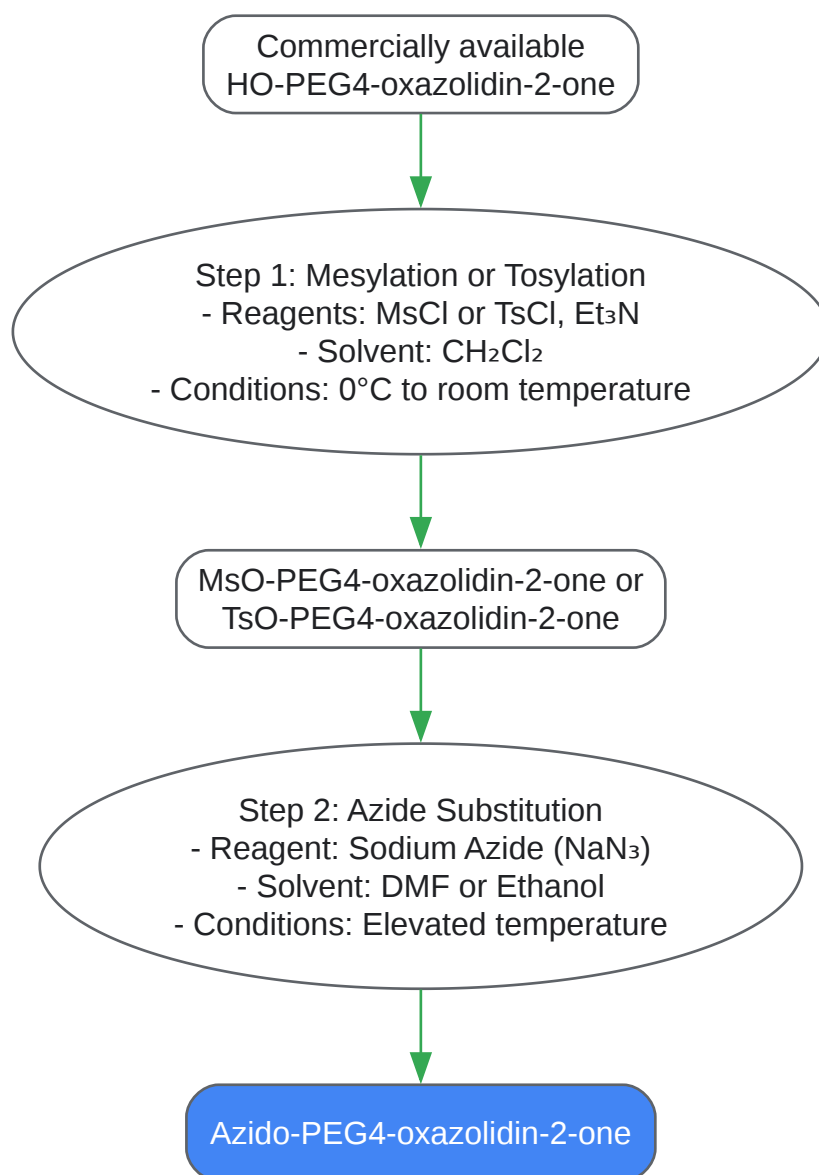 Commercially available
HO-PEG4-oxazolidin-2-one
Step 1: Mesylation or Tosylation
- Reagents: MsCl or TsCl, Et₃N
- Solvent: CH₂Cl₂
- Conditions: 0°C to room temperature
MsO-PEG4-oxazolidin-2-one or
TsO-PEG4-oxazolidin-2-one
Step 2: Azide Substitution
- Reagent: Sodium Azide (NaN₃)
- Solvent: DMF or Ethanol
- Conditions: Elevated temperature
Azido-PEG4-oxazolidin-2-one